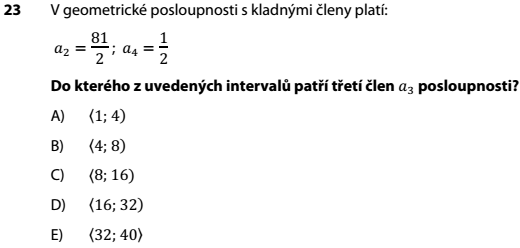 23 V geometrické posloupnosti s kladnými členy platí:
a₂ = 81/2 ; a₄ = 1/2
Do kterého z uvedených intervalů patří třetí člen a₃ posloupnosti?
A) ⟨1; 4)
B) ⟨4; 8)
C) ⟨8; 16)
D) ⟨16; 32)
E) ⟨32; 40⟩